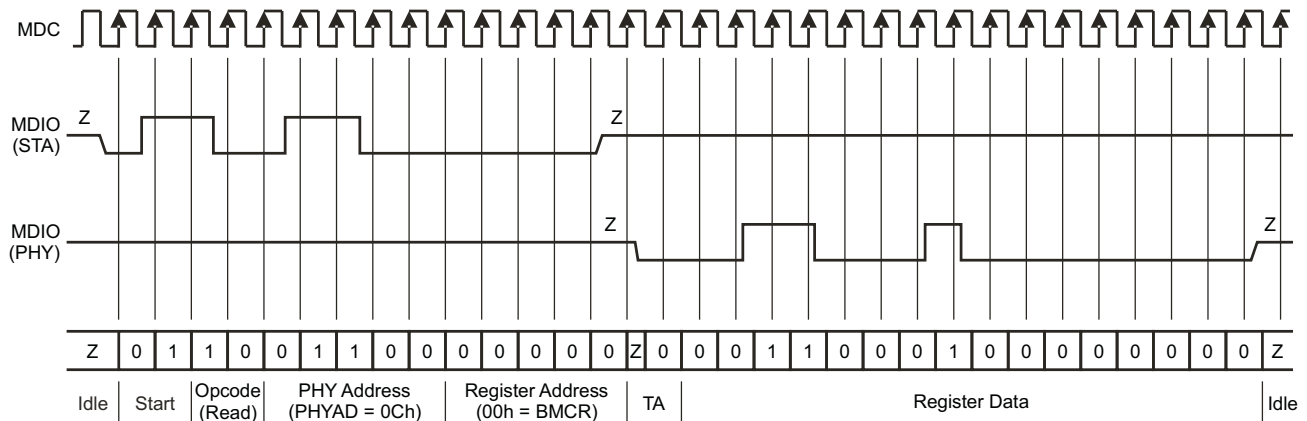 MDC
MDIO
(STA)
Z
Z
MDIO
(PHY)
Z
Z
Z 0 1 1 0 0 1 1 0 0 0 0 0 0 0 Z 0 0 0 1 1 0 0 0 1 0 0 0 0 0 0 0 0 Z
Idle
Start
Opcode
(Read)
PHY Address
(PHYAD = 0Ch)
Register Address
(00h = BMCR)
TA
Register Data
Idle